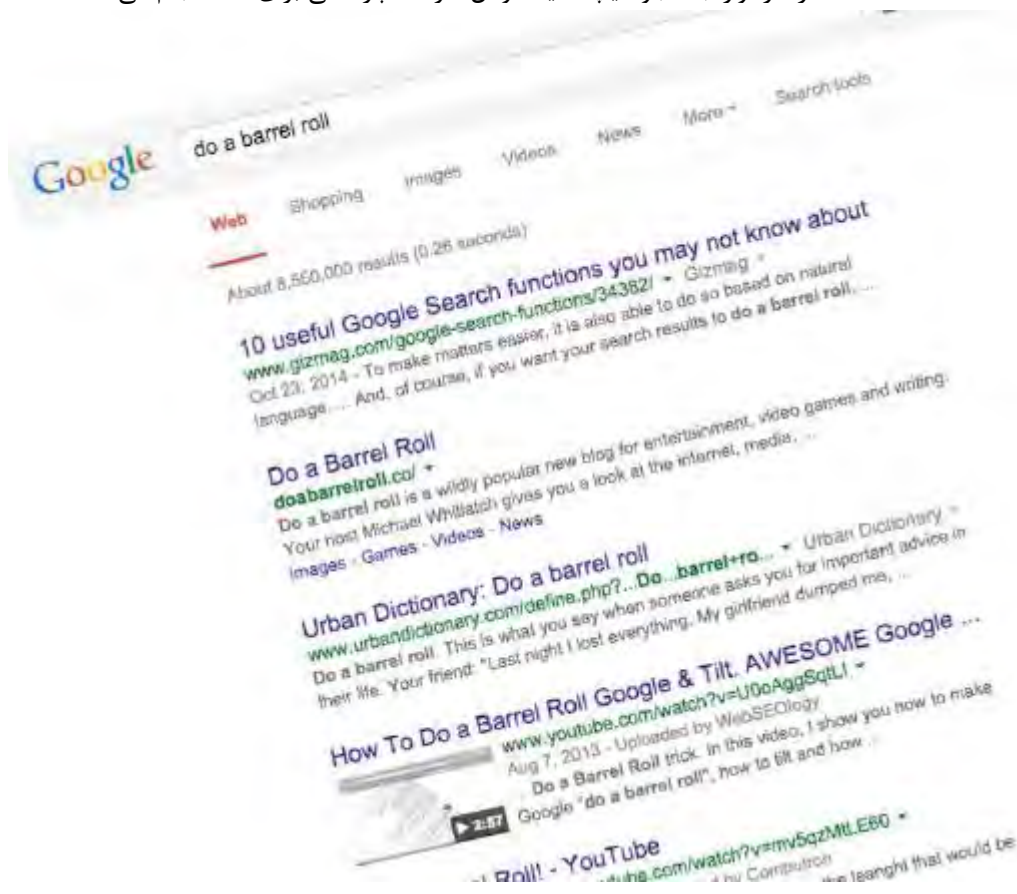 Google
do a barrel roll
Web Shopping Images Videos News More Search tools
About 8,550,000 results (0.26 seconds)
10 useful Google Search functions you may not know about
www.gizmag.com/google-search-functions/34382/ Gizmag
Oct 23, 2014 - To make matters easier, it is also able to do so based on natural
language. ... And, of course, if you want your search results to do a barrel roll, ...
Do a Barrel Roll
doabarrelroll.co/
Do a barrel roll is a wildly popular new blog for entertainment, video games and writing.
Your host Michael Whitlatch gives you a look at the internet, media, ...
Images - Games - Videos - News
Urban Dictionary: Do a barrel roll
www.urbandictionary.com/define.php?...Do...barrel+ro... Urban Dictionary
Do a barrel roll. This is what you say when someone asks you for important advice in
their life. Your friend: "Last night I lost everything. My girlfriend dumped me, ...
How To Do a Barrel Roll Google & Tilt. AWESOME Google ...
www.youtube.com/watch?v=U0oAggSqtLI
Aug 7, 2013 - Uploaded by WebSEOlogy
Do a Barrel Roll trick. In this video, I show you how to make
Google "do a barrel roll", how to tilt and how ...
2:57
Roll! - YouTube
.com/watch?v=mv5qzMtLE60
by Computron
the leanght that would be